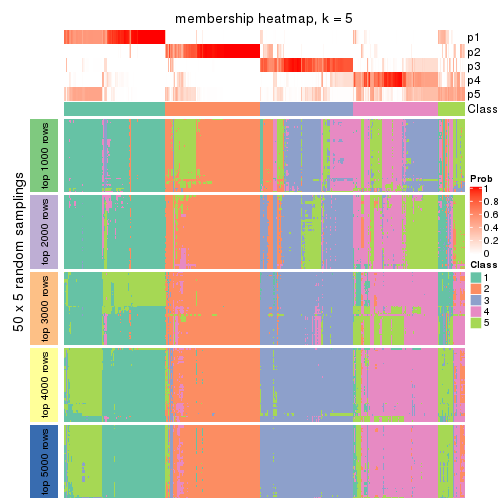 membership heatmap, k = 5
p1
p2
p3
p4
p5
Class
50 x 5 random samplings
top 1000 rows
top 2000 rows
top 3000 rows
top 4000 rows
top 5000 rows
Prob
1
0.8
0.6
0.4
0.2
0
Class
1
2
3
4
5